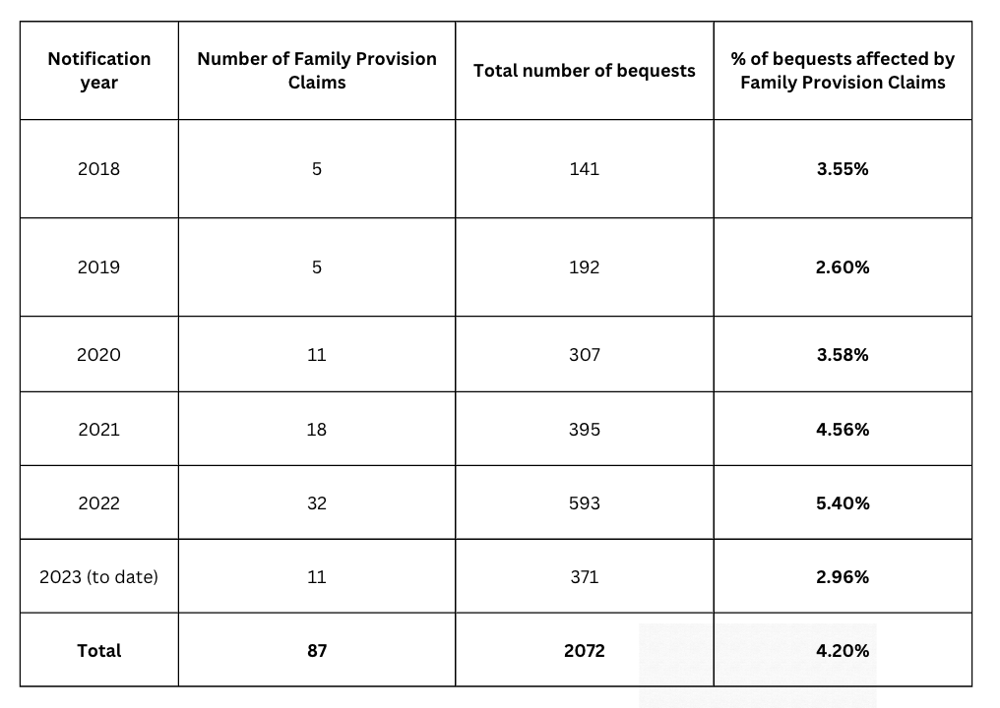 Notification year | Number of Family Provision Claims | Total number of bequests | % of bequests affected by Family Provision Claims
2018 | 5 | 141 | 3.55%
2019 | 5 | 192 | 2.60%
2020 | 11 | 307 | 3.58%
2021 | 18 | 395 | 4.56%
2022 | 32 | 593 | 5.40%
2023 (to date) | 11 | 371 | 2.96%
Total | 87 | 2072 | 4.20%